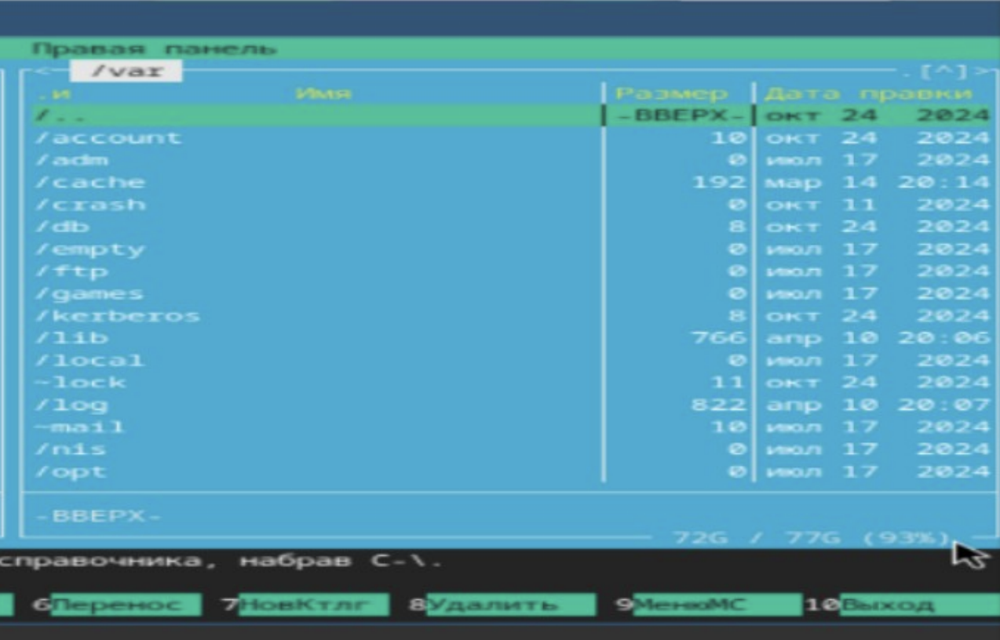 Правая панель
<- /var .[^]>
.и Имя Размер Дата правки
/.. -ВВЕРХ- окт 24 2024
/account 10 окт 24 2024
/adm 0 июл 17 2024
/cache 192 мар 14 20:14
/crash 0 окт 11 2024
/db 8 окт 24 2024
/empty 0 июл 17 2024
/ftp 0 июл 17 2024
/games 0 июл 17 2024
/kerberos 8 окт 24 2024
/lib 766 апр 10 20:06
/local 0 июл 17 2024
~lock 11 окт 24 2024
/log 822 апр 10 20:07
~mail 10 июл 17 2024
/nis 0 июл 17 2024
/opt 0 июл 17 2024
-ВВЕРХ-
72G / 77G (93%)
справочника, набрав C-\.
6Перенос 7НовКтлг 8Удалить 9МенюMC 10Выход